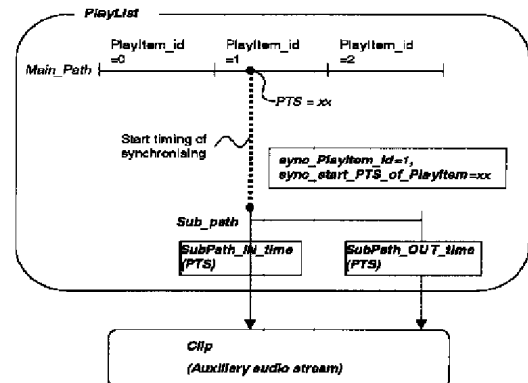 PlayList
PlayItem_id
=0
PlayItem_id
=1
PlayItem_id
=2
Main_Path
PTS = xx
Start timing of
synchronising
sync_PlayItem_id=1,
sync_start_PTS_of_PlayItem=xx
Sub_path
SubPath_IN_time
(PTS)
SubPath_OUT_time
(PTS)
Clip
(Auxiliary audio stream)